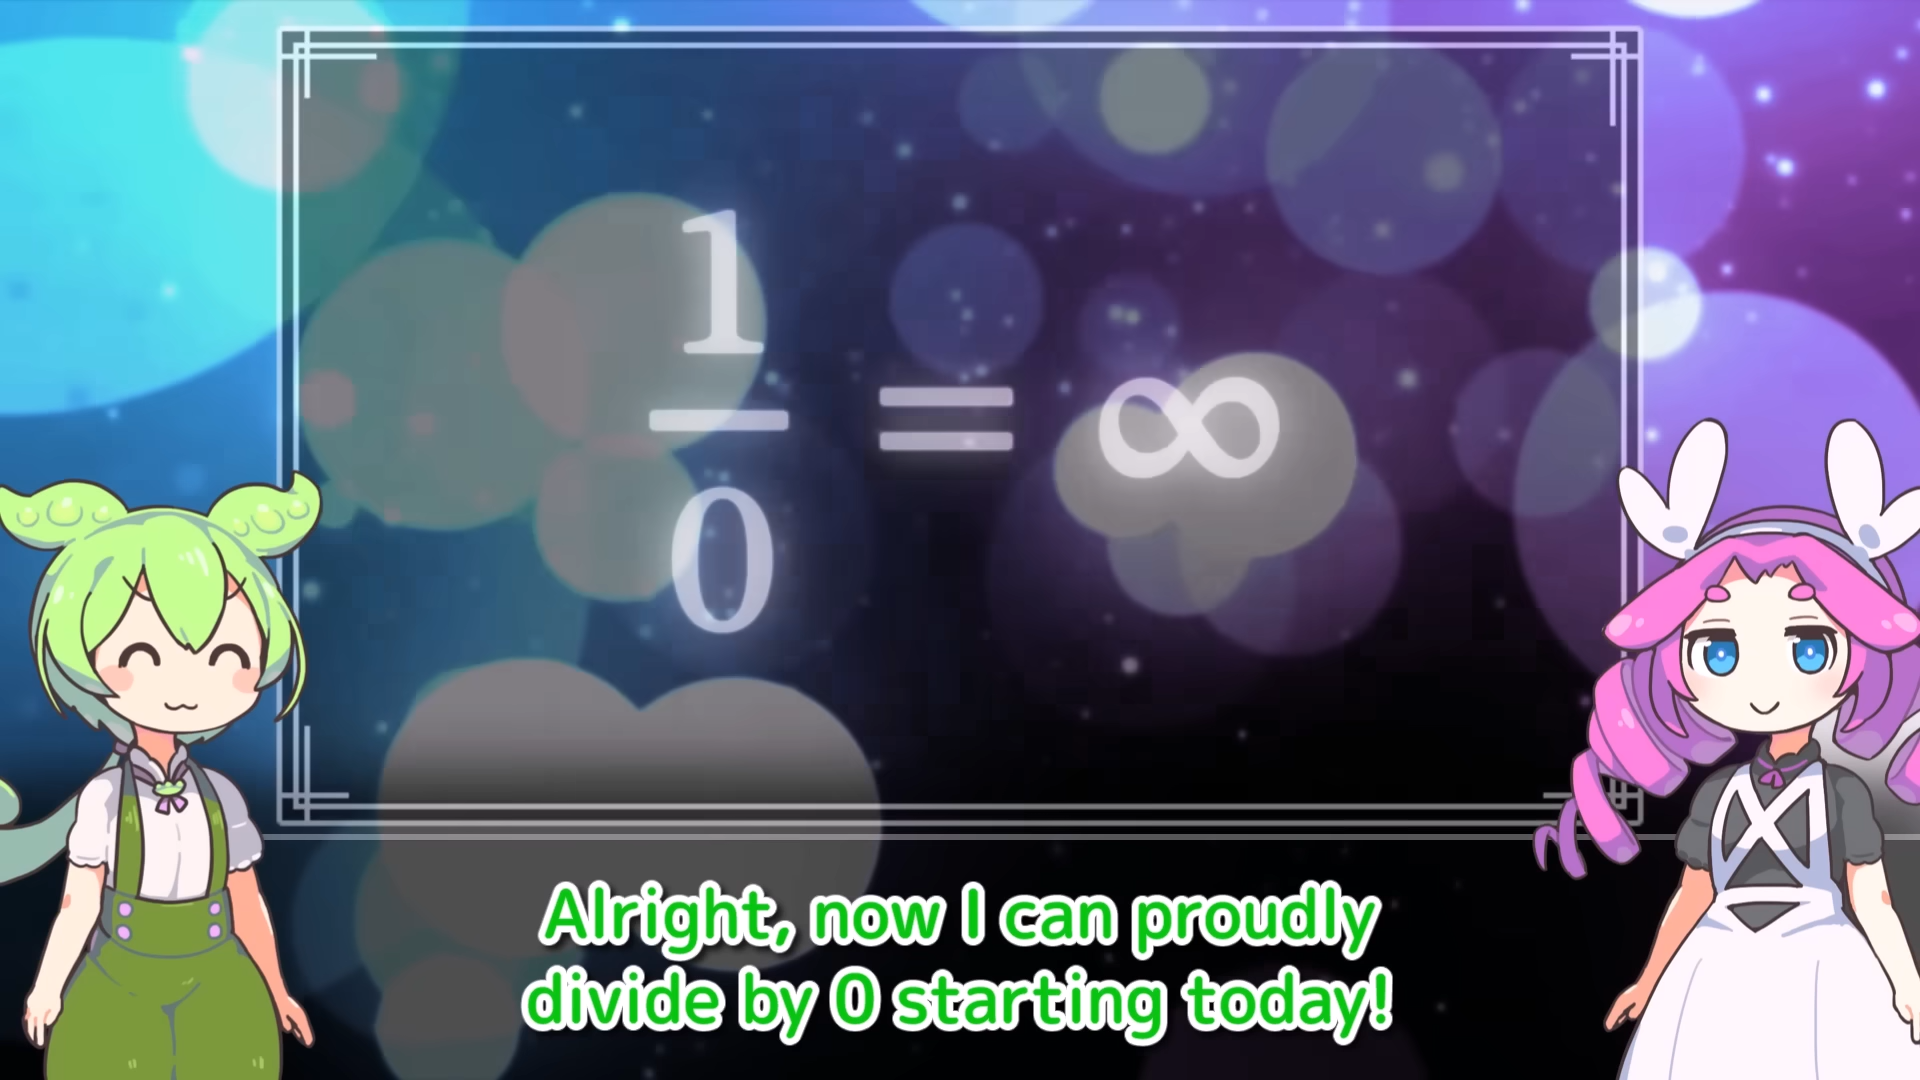 1
— = ∞
0
Alright, now I can proudly
divide by 0 starting today!